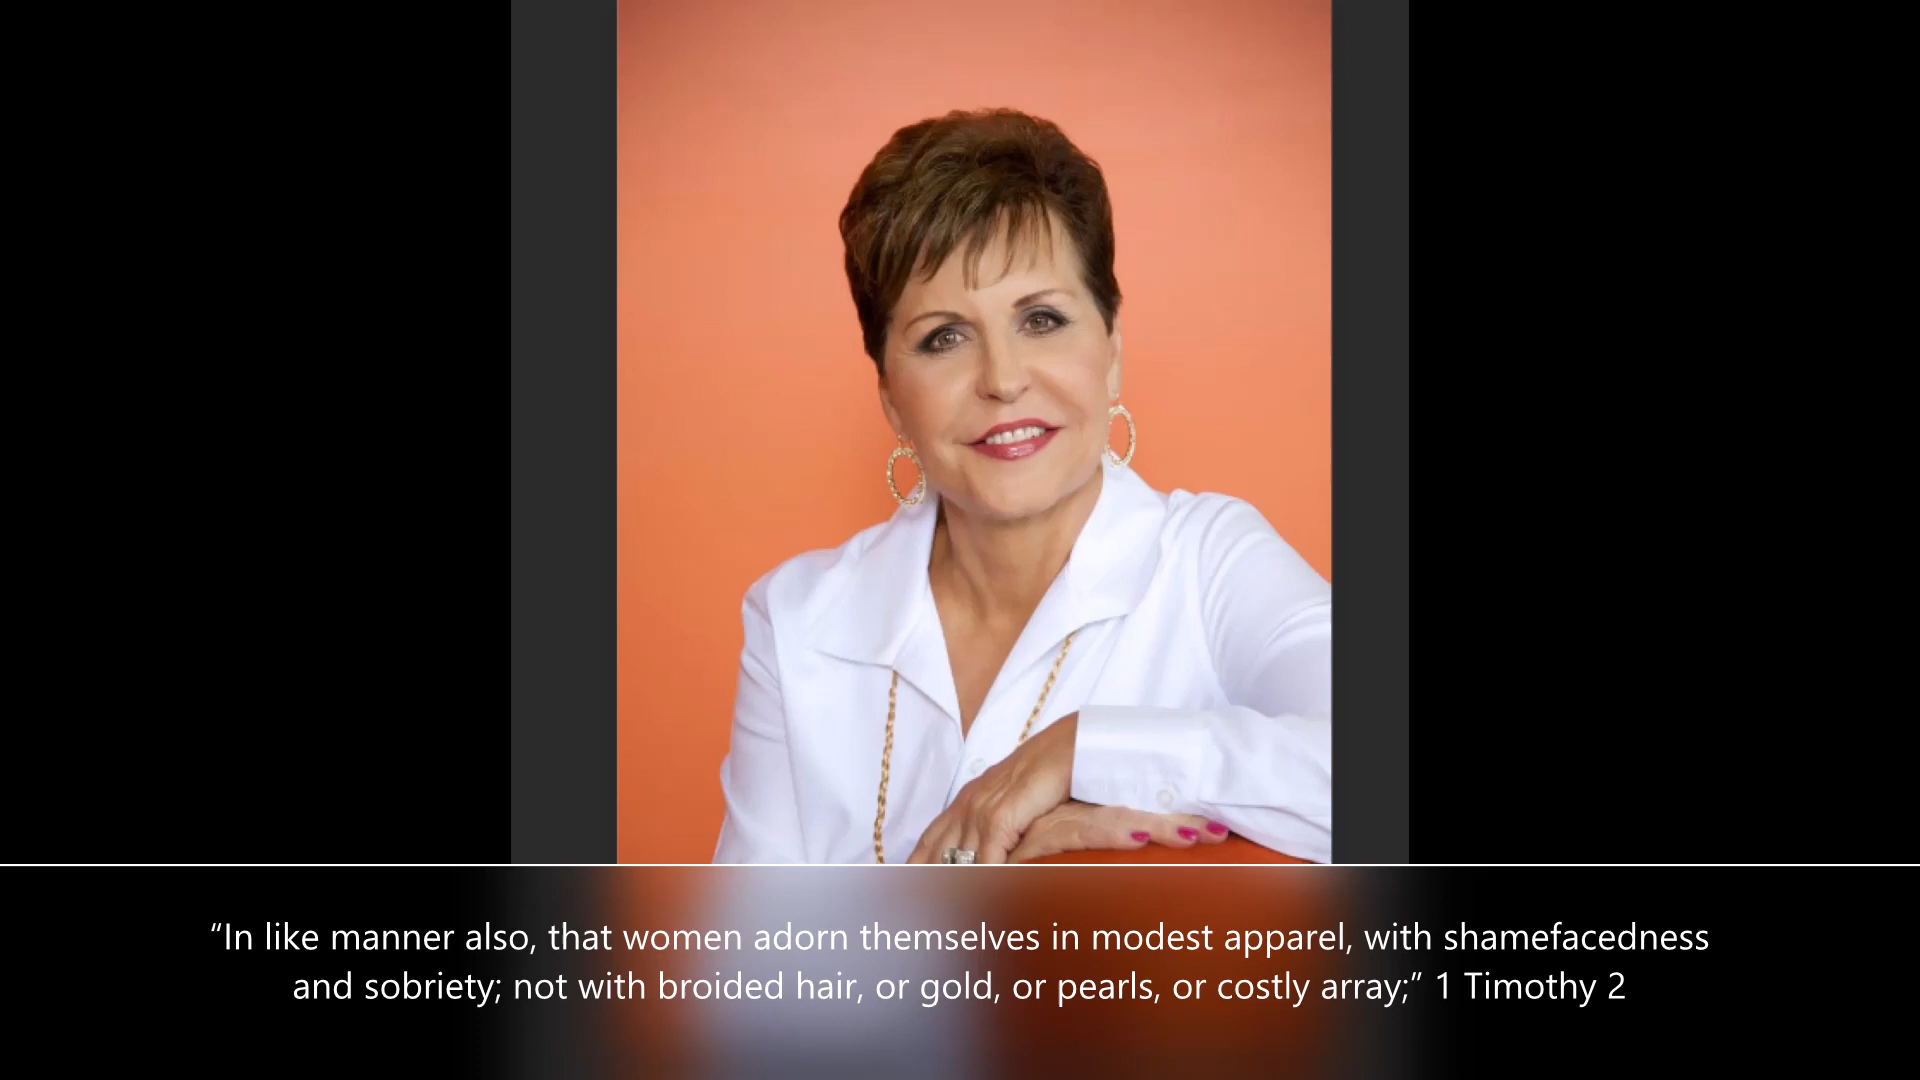 “In like manner also, that women adorn themselves in modest apparel, with shamefacedness
and sobriety; not with broided hair, or gold, or pearls, or costly array;” 1 Timothy 2